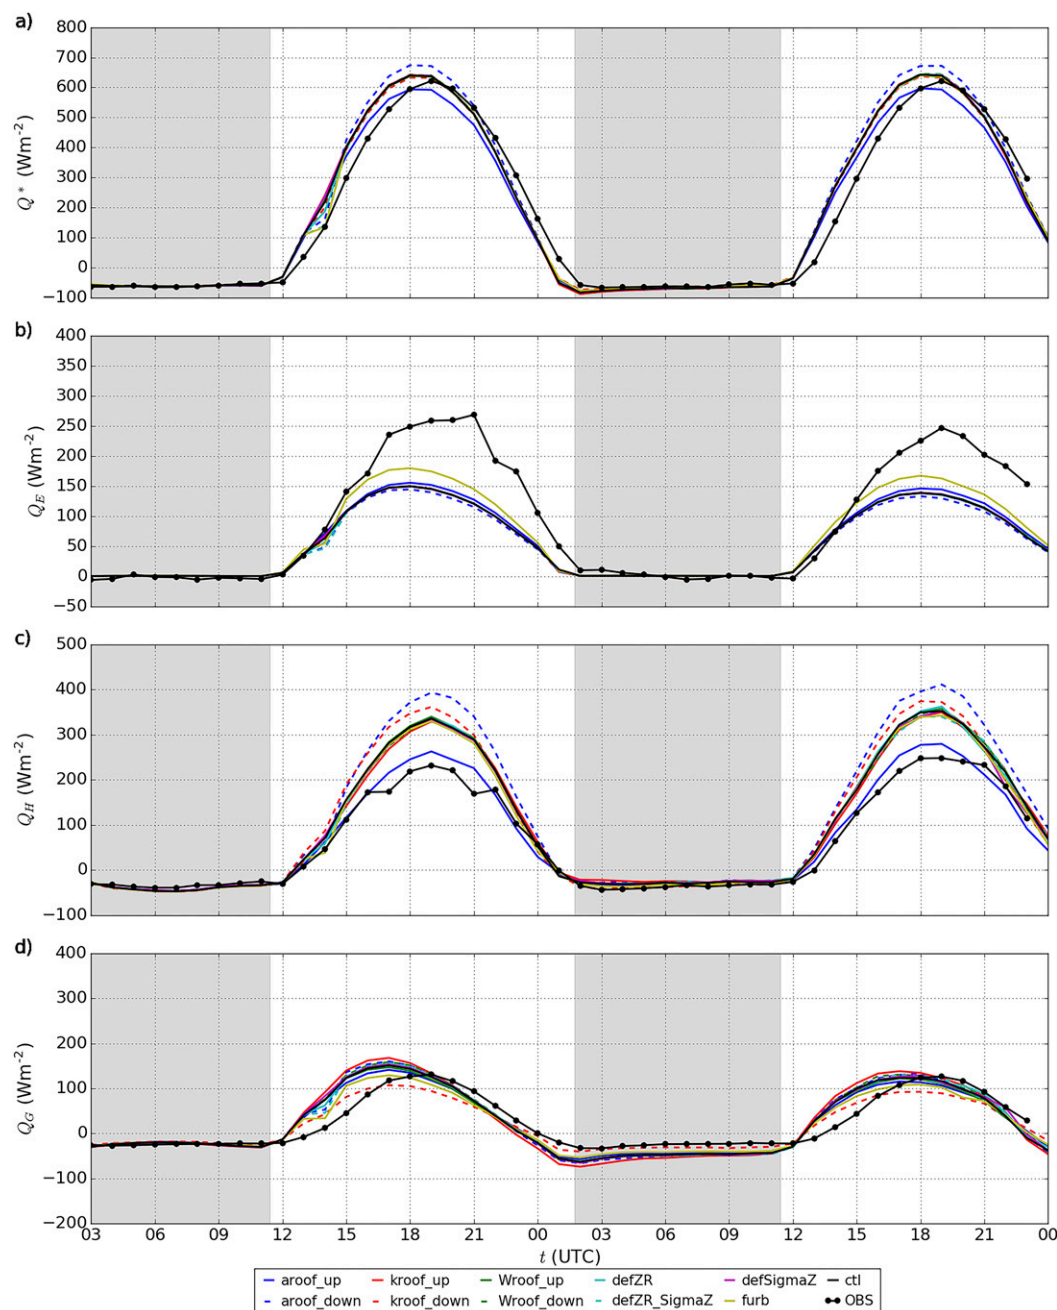 a)
800
700
600
500
400
300
200
100
0
−100
Q* (Wm⁻²)
b)
400
350
300
250
200
150
100
50
0
−50
Q_E (Wm⁻²)
c)
500
400
300
200
100
0
−100
Q_H (Wm⁻²)
d)
400
300
200
100
0
−100
−200
Q_G (Wm⁻²)
03 06 09 12 15 18 21 00 03 06 09 12 15 18 21 00
t (UTC)
aroof_up kroof_up Wroof_up defZR defSigmaZ ctl
aroof_down kroof_down Wroof_down defZR_SigmaZ furb OBS